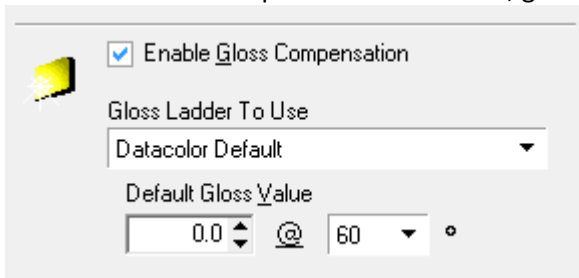 Enable Gloss Compensation
Gloss Ladder To Use
Datacolor Default
Default Gloss Value
0.0 @ 60 °